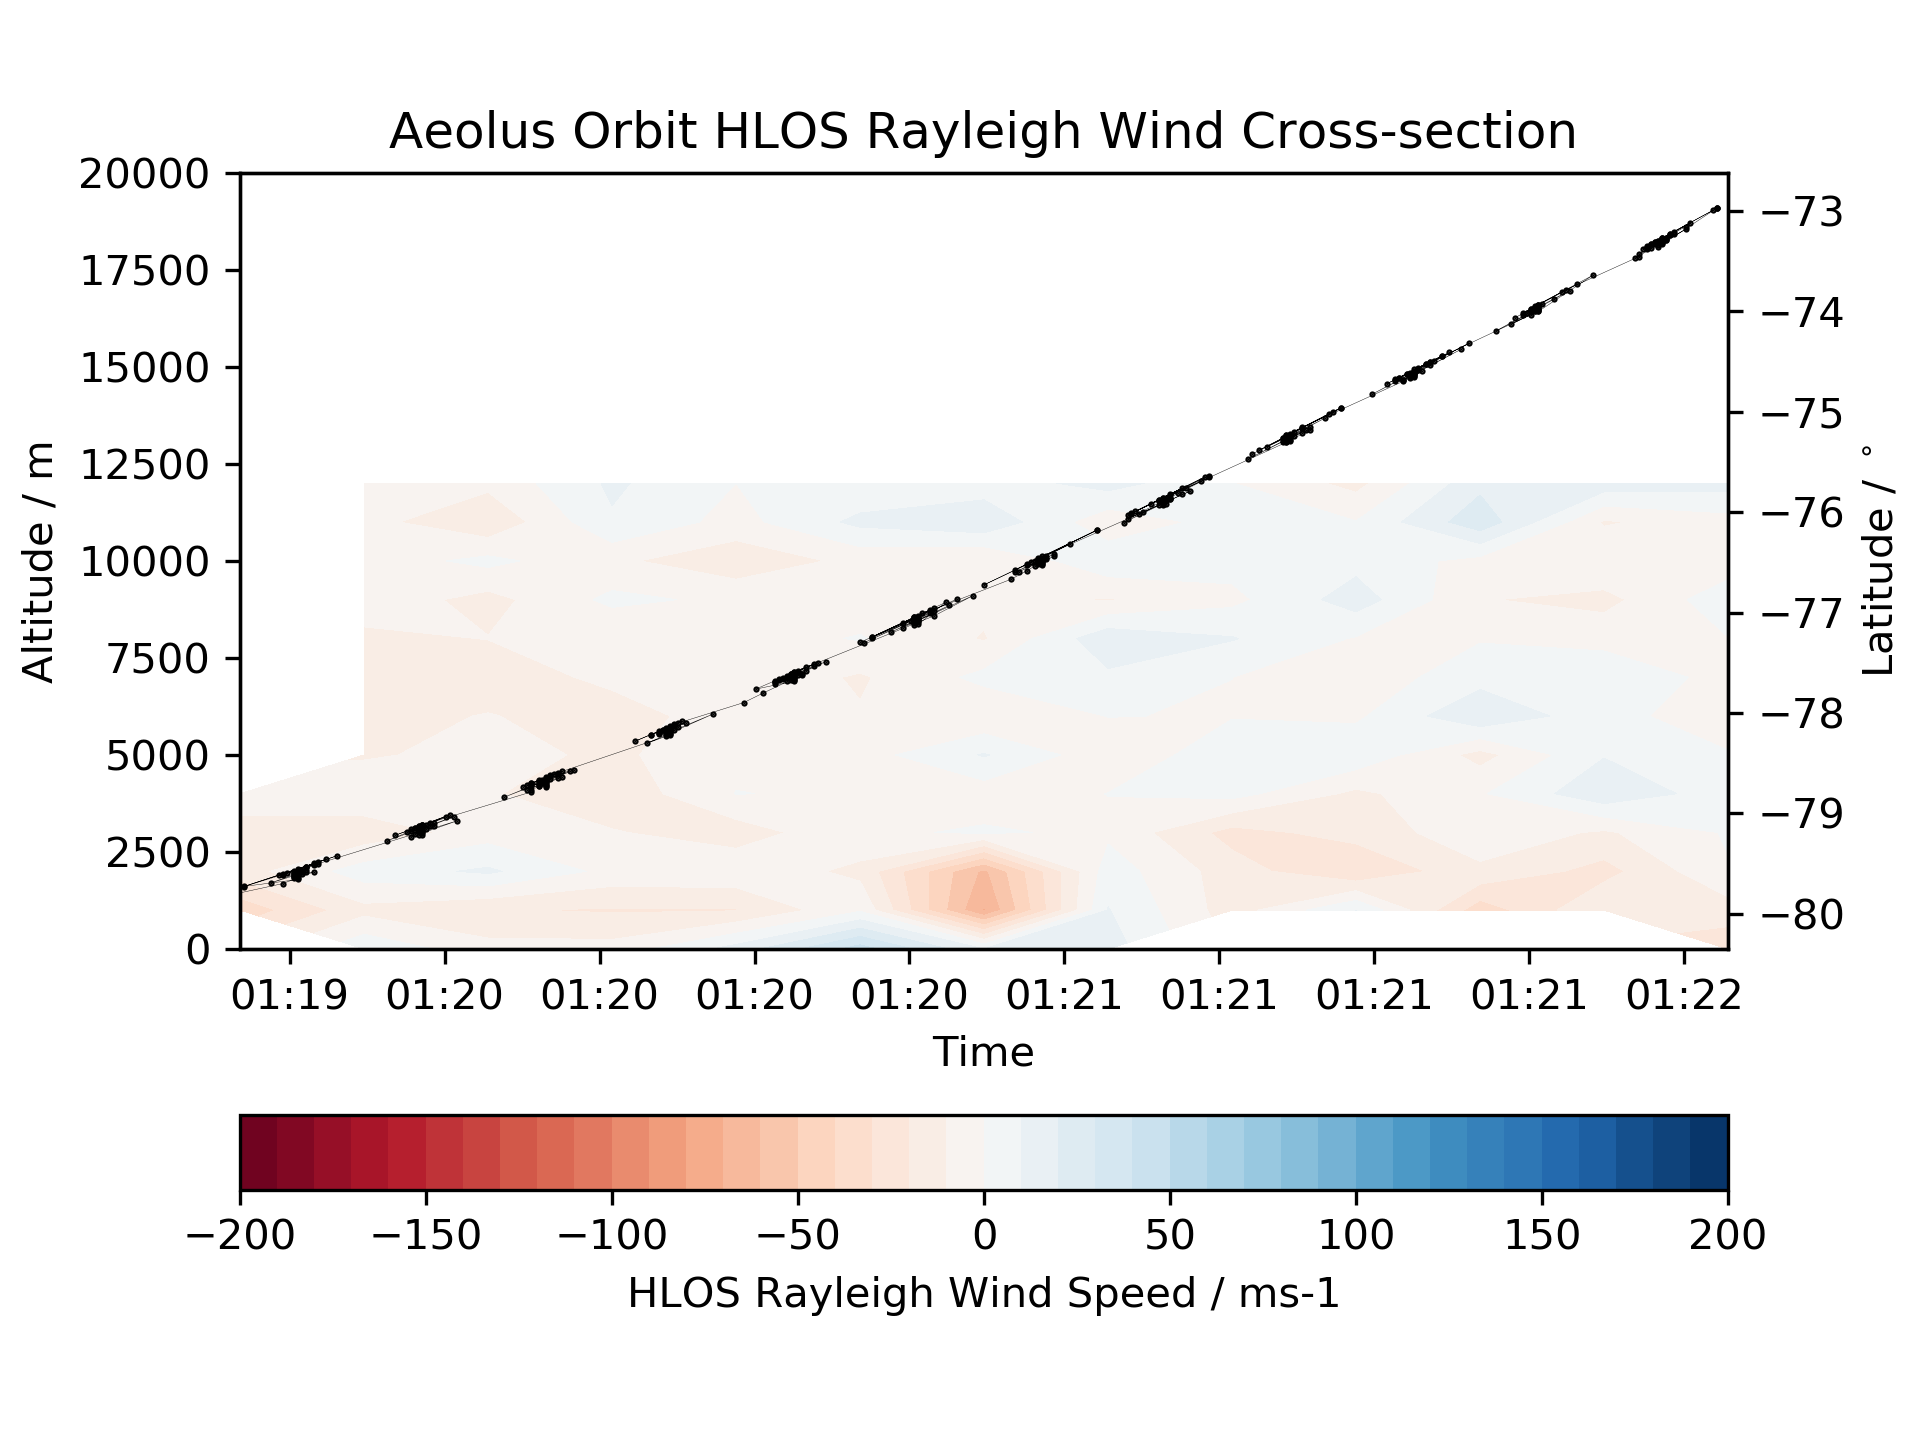 Aeolus Orbit HLOS Rayleigh Wind Cross-section
20000
17500
15000
12500
10000
7500
5000
2500
0
Altitude / m
−73
−74
−75
−76
−77
−78
−79
−80
Latitude / °
01:19 01:20 01:20 01:20 01:20 01:21 01:21 01:21 01:21 01:22
Time
−200 −150 −100 −50 0 50 100 150 200
HLOS Rayleigh Wind Speed / ms-1